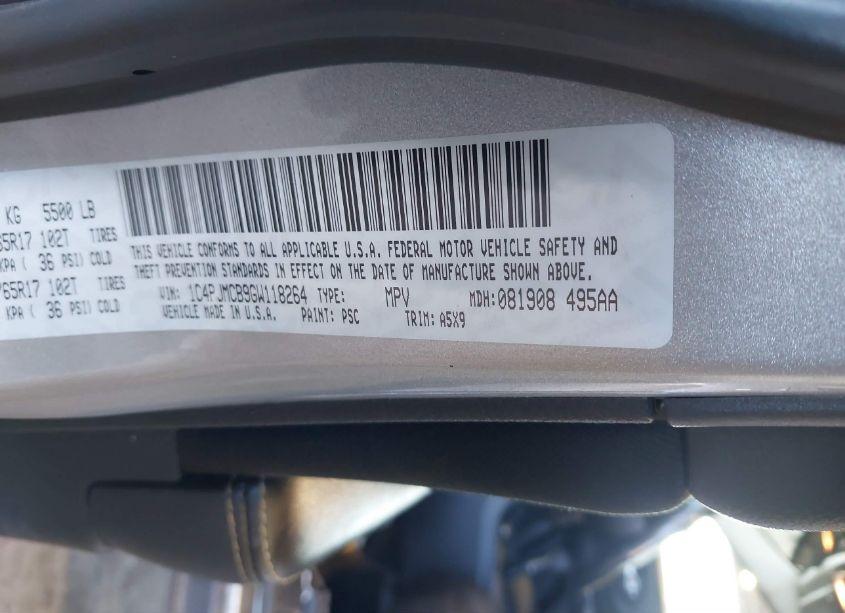 KG 5500 LB
65R17 102T TIRES
KPA ( 36 PSI) COLD
/65R17 102T
KPA ( 36 PSI) COLD
THIS VEHICLE CONFORMS TO ALL APPLICABLE U.S.A. FEDERAL MOTOR VEHICLE SAFETY AND
THEFT PREVENTION STANDARDS IN EFFECT ON THE DATE OF MANUFACTURE SHOWN ABOVE.
VIN: 1C4PJMCB9GW118264 TYPE: MPV MDH:081908 495AA
VEHICLE MADE IN U.S.A. PAINT: PSC TRIM: A5X9